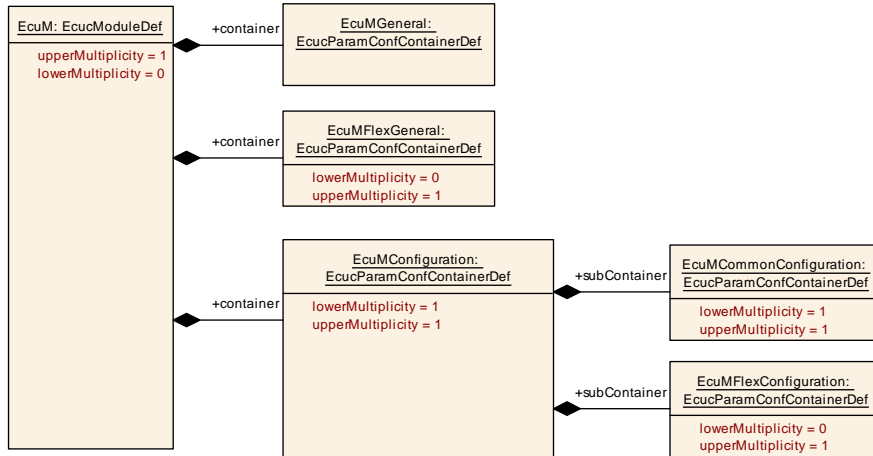 EcuM: EcucModuleDef
upperMultiplicity = 1
lowerMultiplicity = 0
+container
EcuMGeneral:
EcucParamConfContainerDef
+container
EcuMFlexGeneral:
EcucParamConfContainerDef
lowerMultiplicity = 0
upperMultiplicity = 1
+container
EcuMConfiguration:
EcucParamConfContainerDef
lowerMultiplicity = 1
upperMultiplicity = 1
+subContainer
EcuMCommonConfiguration:
EcucParamConfContainerDef
lowerMultiplicity = 1
upperMultiplicity = 1
+subContainer
EcuMFlexConfiguration:
EcucParamConfContainerDef
lowerMultiplicity = 0
upperMultiplicity = 1